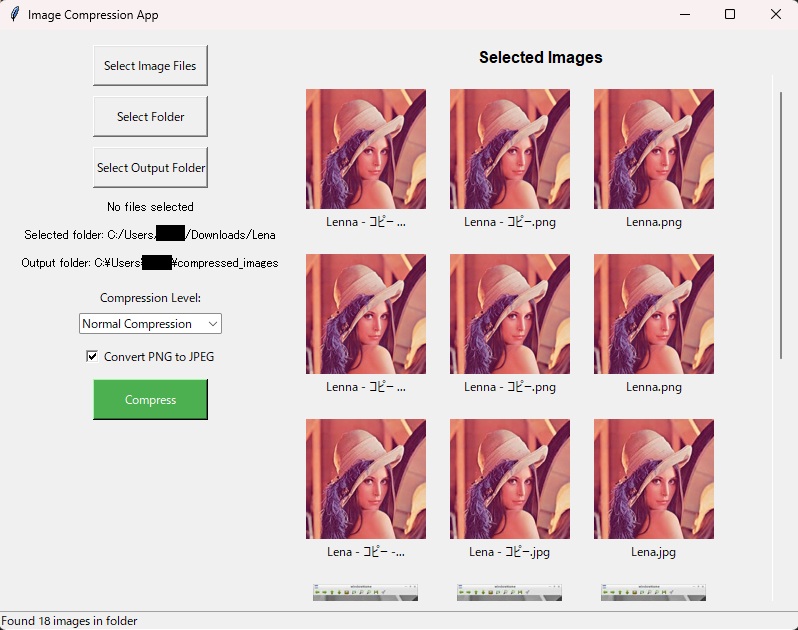 Image Compression App
Select Image Files
Select Folder
Select Output Folder
No files selected
Selected folder: C:/Users/ /Downloads/Lena
Output folder: C:¥Users¥ ¥compressed_images
Compression Level:
Normal Compression
Convert PNG to JPEG
Compress
Selected Images
Lenna - コピー ...
Lenna - コピー.png
Lenna.png
Lenna - コピー ...
Lenna - コピー.png
Lenna.png
Lena - コピー -...
Lena - コピー.jpg
Lena.jpg
Found 18 images in folder